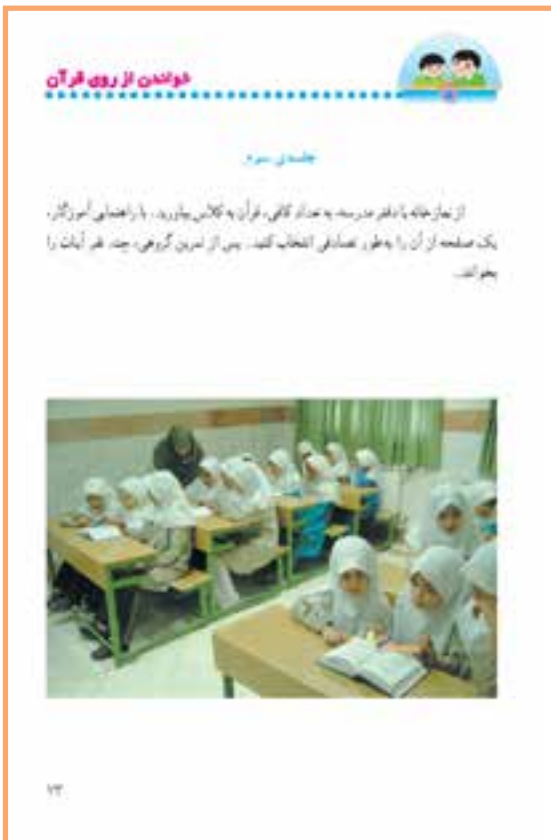 خواندن از روی قرآن
جلسه‌ی سوم
از نمازخانه یا دفتر مدرسه، به تعداد کافی، قرآن به کلاس بیاورید. با راهنمایی آموزگار،
یک صفحه از آن را به‌طور تصادفی انتخاب کنید. پس از تمرین گروهی، چند نفر آیات را
بخوانند.
۷۳